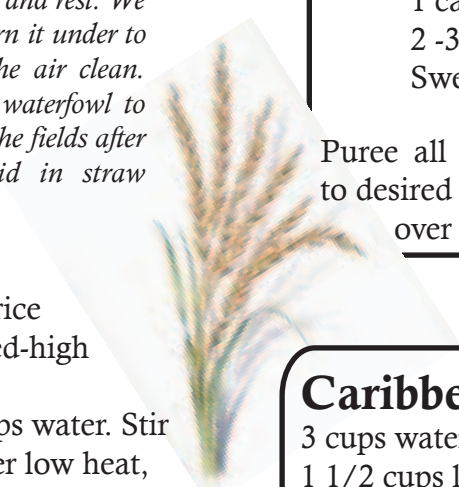 and rest. We
rn it under to
he air clean.
waterfowl to
he fields after
id in straw
rice
ed-high
ps water. Stir
er low heat,
1 ca
2 -3
Swe
Puree all
to desired
over
Caribbe
3 cups wate
1 1/2 cups l